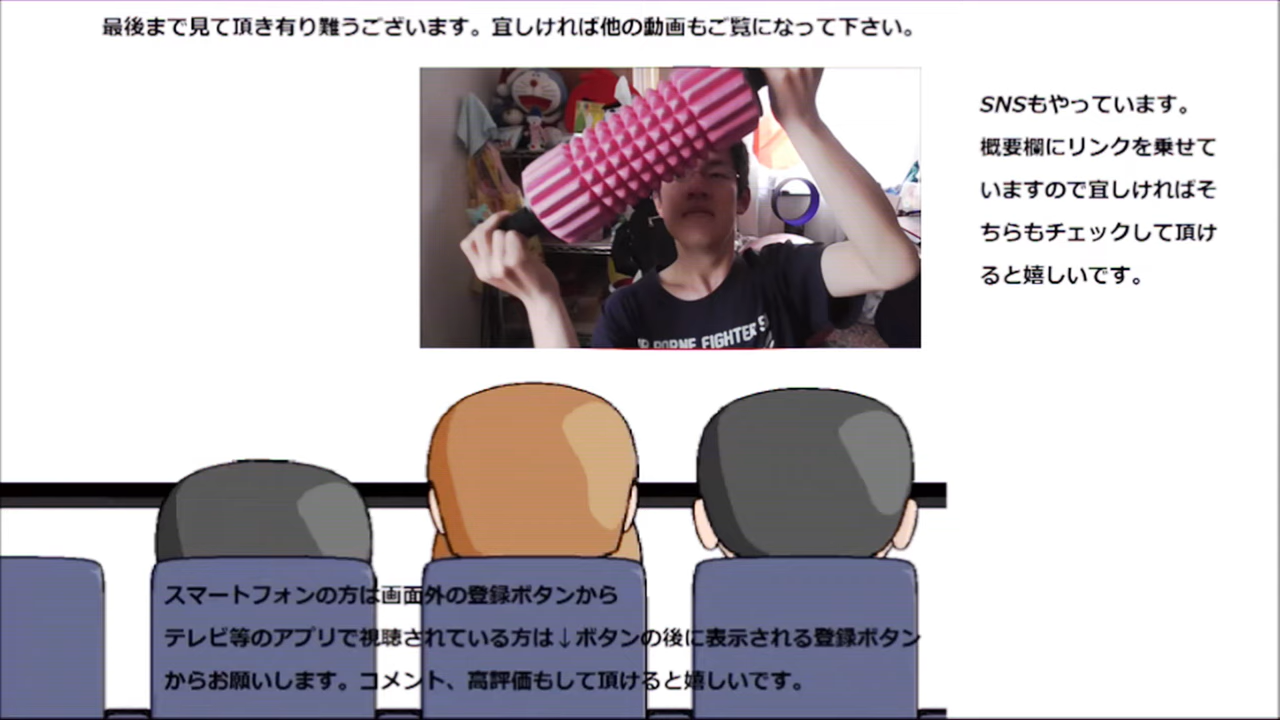 最後まで見て頂き有り難うございます。宜しければ他の動画もご覧になって下さい。
SNSもやっています。
概要欄にリンクを乗せて
いますので宜しければそ
ちらもチェックして頂け
ると嬉しいです。
FIGHTER
スマートフォンの方は画面外の登録ボタンから
テレビ等のアプリで視聴されている方は↓ボタンの後に表示される登録ボタン
からお願いします。コメント、高評価もして頂けると嬉しいです。